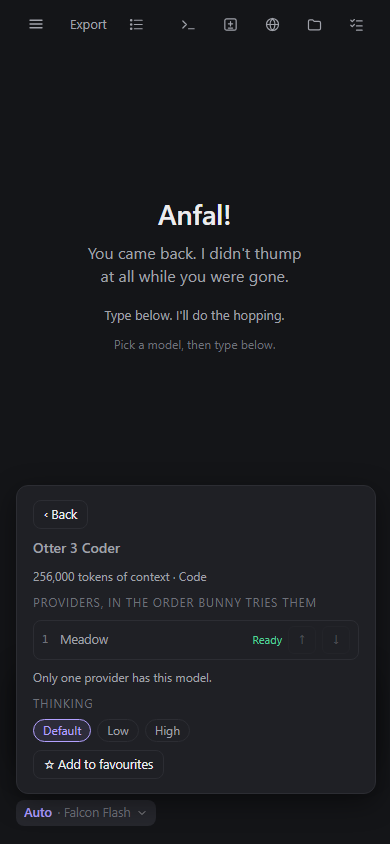 Export
Anfal!
You came back. I didn't thump
at all while you were gone.
Type below. I'll do the hopping.
Pick a model, then type below.
‹ Back
Otter 3 Coder
256,000 tokens of context · Code
PROVIDERS, IN THE ORDER BUNNY TRIES THEM
1 Meadow Ready ↑ ↓
Only one provider has this model.
THINKING
Default Low High
☆ Add to favourites
Auto · Falcon Flash